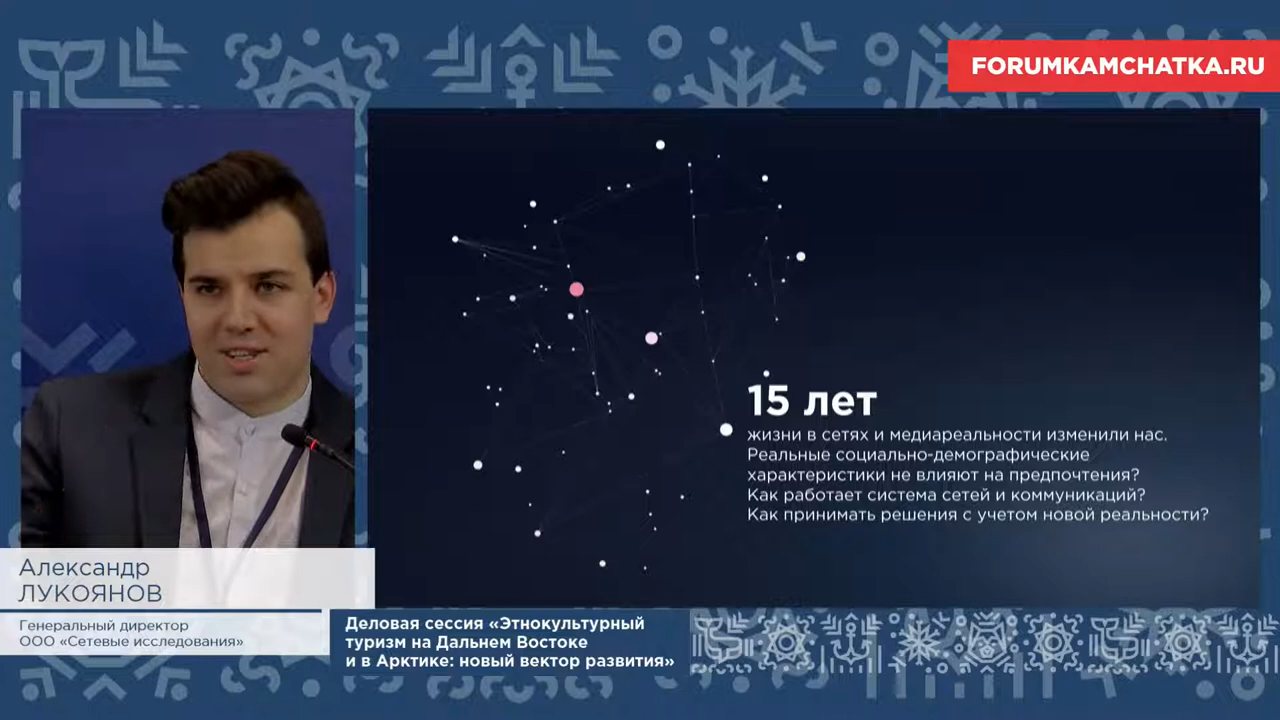 FORUMKAMCHATKA.RU
15 лет
жизни в сетях и медиареальности изменили нас.
Реальные социально-демографические
характеристики не влияют на предпочтения?
Как работает система сетей и коммуникаций?
Как принимать решения с учетом новой реальности?
Александр
ЛУКОЯНОВ
Генеральный директор
ООО «Сетевые исследования»
Деловая сессия «Этнокультурный
туризм на Дальнем Востоке
и в Арктике: новый вектор развития»